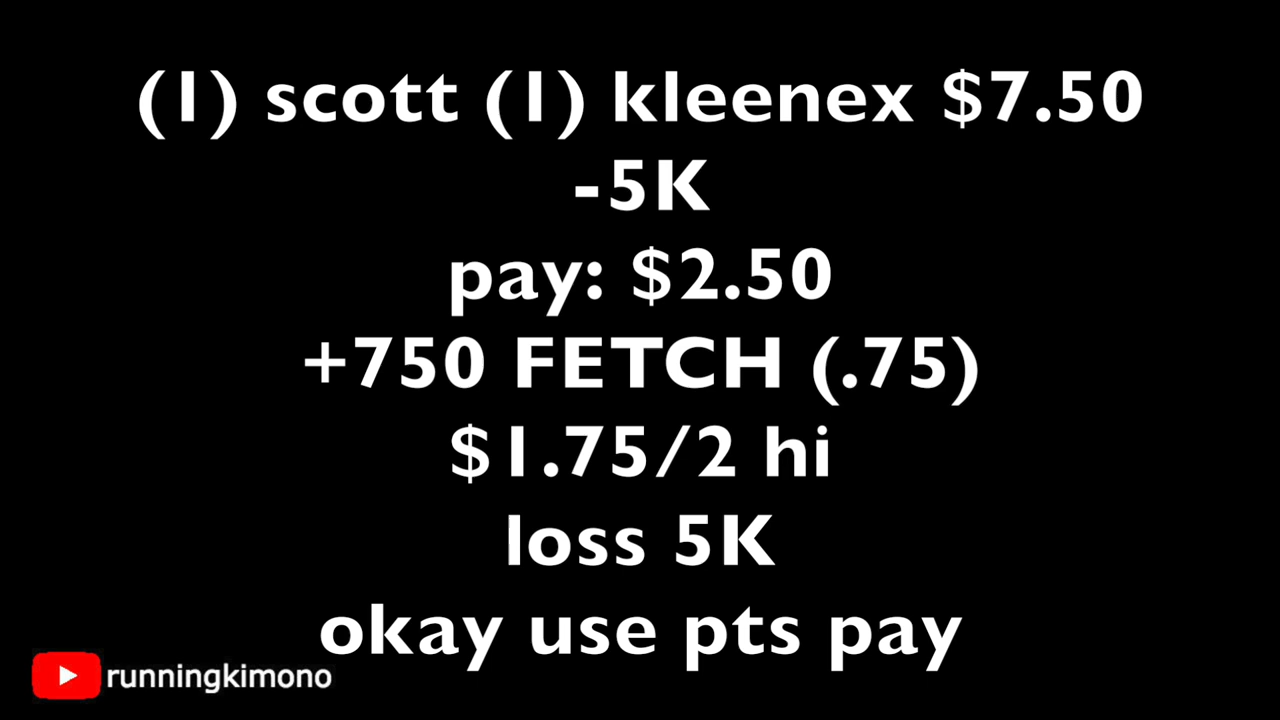 (1) scott (1) kleenex $7.50
-5K
pay: $2.50
+750 FETCH (.75)
$1.75/2 hi
loss 5K
okay use pts pay
runningkimono